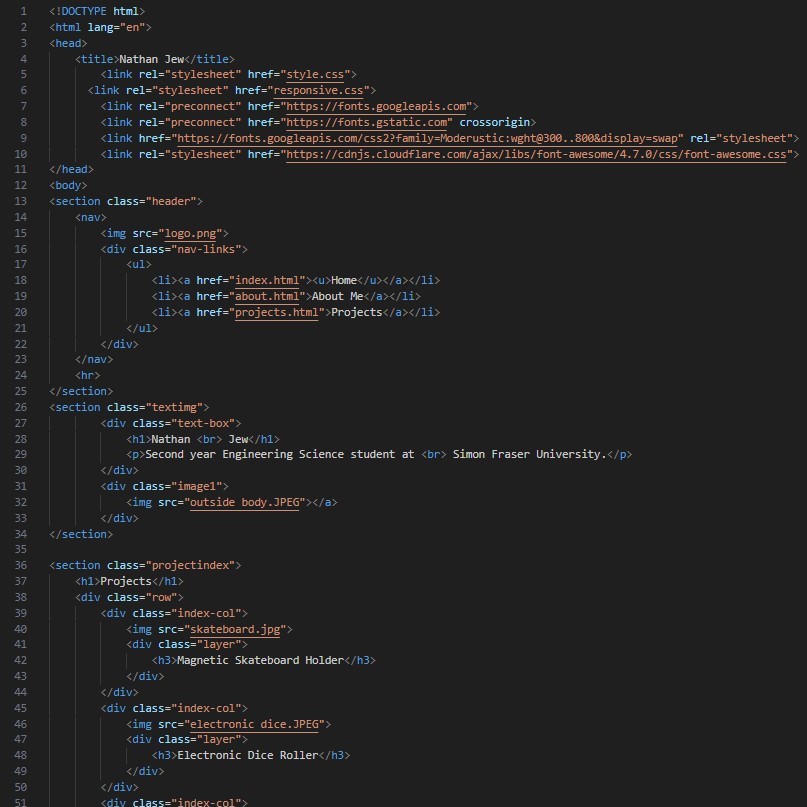 1 <!DOCTYPE html>
2 <html lang="en">
3 <head>
4     <title>Nathan Jew</title>
5         <link rel="stylesheet" href="style.css">
6       <link rel="stylesheet" href="responsive.css">
7         <link rel="preconnect" href="https://fonts.googleapis.com">
8         <link rel="preconnect" href="https://fonts.gstatic.com" crossorigin>
9         <link href="https://fonts.googleapis.com/css2?family=Moderustic:wght@300..800&display=swap" rel="stylesheet">
10         <link rel="stylesheet" href="https://cdnjs.cloudflare.com/ajax/libs/font-awesome/4.7.0/css/font-awesome.css">
11 </head>
12 <body>
13 <section class="header">
14     <nav>
15         <img src="logo.png">
16         <div class="nav-links">
17             <ul>
18                 <li><a href="index.html"><u>Home</u></a></li>
19                 <li><a href="about.html">About Me</a></li>
20                 <li><a href="projects.html">Projects</a></li>
21             </ul>
22         </div>
23     </nav>
24     <hr>
25 </section>
26 <section class="textimg">
27         <div class="text-box">
28             <h1>Nathan <br> Jew</h1>
29             <p>Second year Engineering Science student at <br> Simon Fraser University.</p>
30         </div>
31         <div class="image1">
32             <img src="outside body.JPEG"></a>
33         </div>
34 </section>
35
36 <section class="projectindex">
37     <h1>Projects</h1>
38     <div class="row">
39         <div class="index-col">
40             <img src="skateboard.jpg">
41             <div class="layer">
42                 <h3>Magnetic Skateboard Holder</h3>
43             </div>
44         </div>
45         <div class="index-col">
46             <img src="electronic dice.JPEG">
47             <div class="layer">
48                 <h3>Electronic Dice Roller</h3>
49             </div>
50         </div>
51         <div class="index-col">